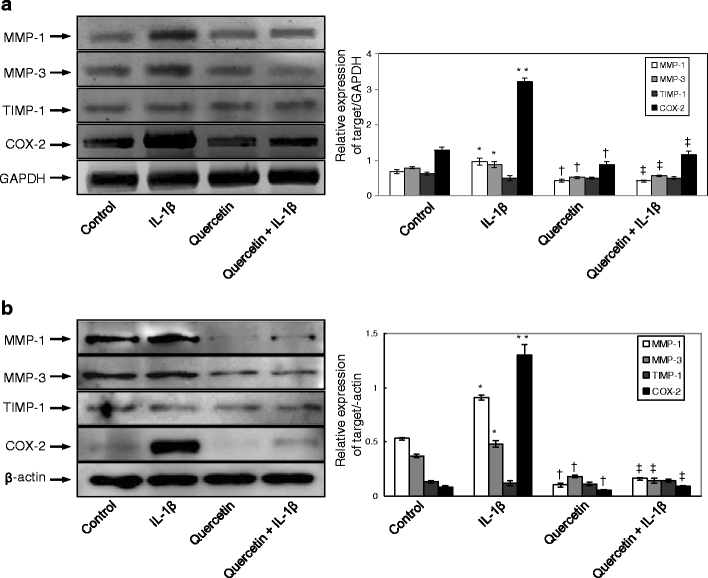 a
MMP-1
MMP-3
TIMP-1
COX-2
GAPDH
Control
IL-1β
Quercetin
Quercetin + IL-1β
Relative expression
of target/GAPDH
4
3
2
1
0
* * * *
† † †
‡ ‡ ‡
MMP-1
MMP-3
TIMP-1
COX-2
Control
IL-1β
Quercetin
Quercetin + IL-1β
b
MMP-1
MMP-3
TIMP-1
COX-2
β-actin
Control
IL-1β
Quercetin
Quercetin + IL-1β
Relative expression
of target/-actin
1.5
1
0.5
0
* * * *
† † †
‡ ‡ ‡
MMP-1
MMP-3
TIMP-1
COX-2
Control
IL-1β
Quercetin
Quercetin + IL-1β